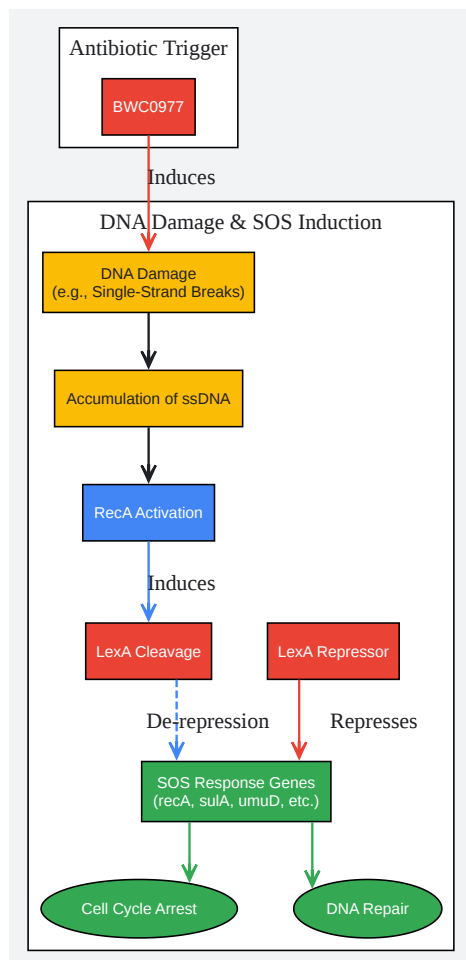 Antibiotic Trigger
BWC0977
Induces
DNA Damage & SOS Induction
DNA Damage
(e.g., Single-Strand Breaks)
Accumulation of ssDNA
RecA Activation
Induces
LexA Cleavage
LexA Repressor
De-repression
Represses
SOS Response Genes
(recA, sulA, umuD, etc.)
Cell Cycle Arrest
DNA Repair